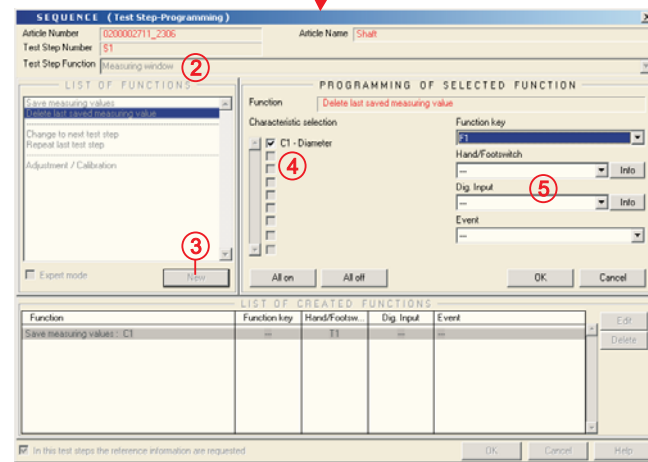 SEQUENCE (Test Step-Programming)
Article Number 0200002711_2306 Article Name Shaft
Test Step Number S1
Test Step Function Measuring window
②
LIST OF FUNCTIONS
Save measuring values
Delete last saved measuring value
Change to next test step
Repeat last test step
Adjustment / Calibration
③
Expert mode New
PROGRAMMING OF SELECTED FUNCTION
Function Delete last saved measuring value
Characteristic selection
C1 - Diameter
④
All on All off
Function key
F1
Hand/Footswitch
--- Info
Dig. Input
⑤
--- Info
Event
---
OK Cancel
LIST OF CREATED FUNCTIONS
Function Function key Hand/Footsw... Dig. Input Event
Save measuring values : C1 --- T1 --- ---
Edit
Delete
In this test steps the reference information are requested
OK Cancel Help